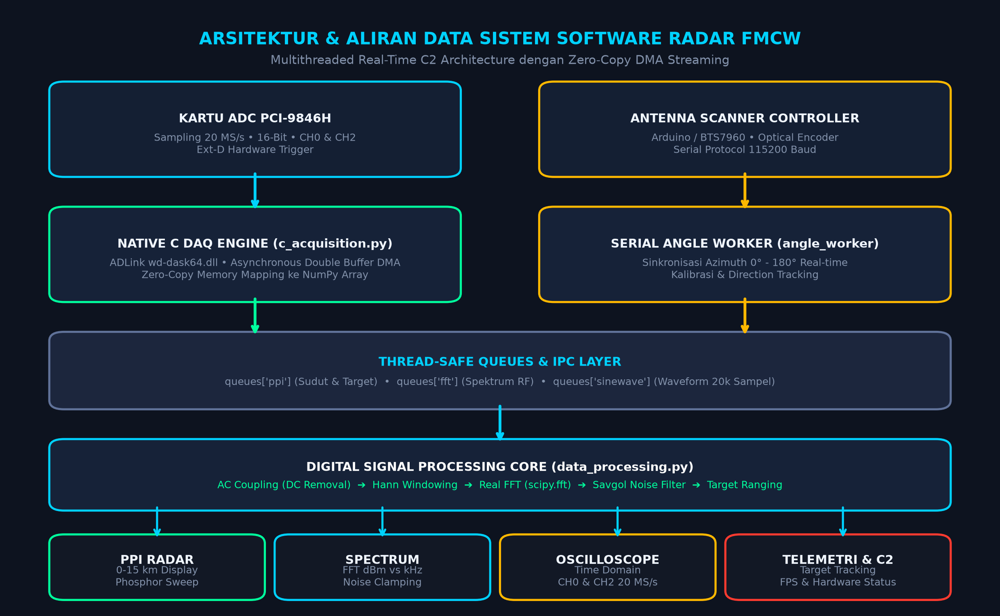 ARSITEKTUR & ALIRAN DATA SISTEM SOFTWARE RADAR FMCW
Multithreaded Real-Time C2 Architecture dengan Zero-Copy DMA Streaming
KARTU ADC PCI-9846H
Sampling 20 MS/s • 16-Bit • CH0 & CH2
Ext-D Hardware Trigger
ANTENNA SCANNER CONTROLLER
Arduino / BTS7960 • Optical Encoder
Serial Protocol 115200 Baud
NATIVE C DAQ ENGINE (c_acquisition.py)
ADLink wd-dask64.dll • Asynchronous Double Buffer DMA
Zero-Copy Memory Mapping ke NumPy Array
SERIAL ANGLE WORKER (angle_worker)
Sinkronisasi Azimuth 0° - 180° Real-time
Kalibrasi & Direction Tracking
THREAD-SAFE QUEUES & IPC LAYER
queues['ppi'] (Sudut & Target) • queues['fft'] (Spektrum RF) • queues['sinewave'] (Waveform 20k Sampel)
DIGITAL SIGNAL PROCESSING CORE (data_processing.py)
AC Coupling (DC Removal) ➔ Hann Windowing ➔ Real FFT (scipy.fft) ➔ Savgol Noise Filter ➔ Target Ranging
PPI RADAR
0-15 km Display
Phosphor Sweep
SPECTRUM
FFT dBm vs kHz
Noise Clamping
OSCILLOSCOPE
Time Domain
CH0 & CH2 20 MS/s
TELEMETRI & C2
Target Tracking
FPS & Hardware Status